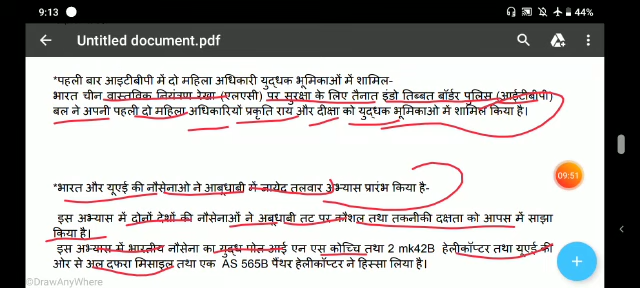 9:13
44%
Untitled document.pdf
*पहली बार आइटीबीपी में दो महिला अधिकारी युद्धक भूमिकाओं में शामिल-
भारत चीन वास्तविक नियंत्रण रेखा (एलएसी) पर सुरक्षा के लिए तैनात इंडो तिब्बत बॉर्डर पुलिस (आईटीबीपी)
बल ने अपनी पहली दो महिला अधिकारियों प्रकृति राय और दीक्षा को युद्धक भूमिकाओ में शामिल किया है।
*भारत और यूएई की नौसेनाओ ने आबूधाबी में नायेद तलवार अभ्यास प्रारंभ किया है-
09:51
इस अभ्यास में दोनों देशों की नौसेनाओं ने अबूधाबी तट पर कौशल तथा तकनीकी दक्षता को आपस में साझा
किया है।
इस अभ्यास में भारतीय नौसेना का युद्ध पोत आई एन एस कोच्चि तथा 2 mk42B हेलीकॉप्टर तथा यूएई की
ओर से अल दफरा मिसाइल तथा एक AS 565B पैंथर हेलीकॉप्टर ने हिस्सा लिया है।
©DrawAnyWhere